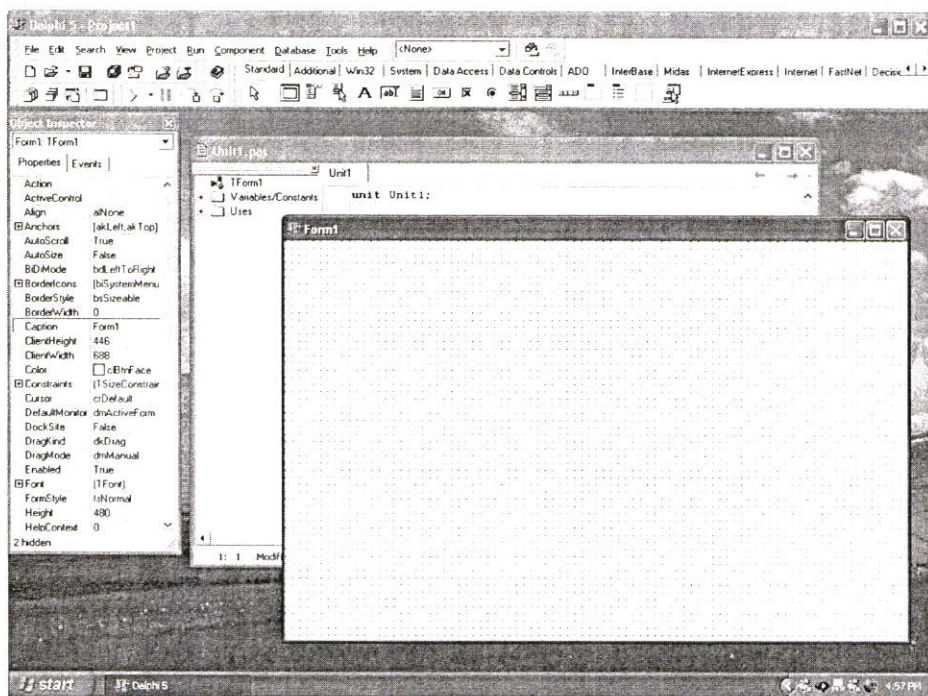 Delphi 5 - Project1
File Edit Search View Project Run Component Database Tools Help <None>
Standard Additional Win32 System Data Access Data Controls ADO InterBase Midas InternetExpress Internet FastNet Decisic
Object Inspector
Form1: TForm1
Properties Events
Action
ActiveControl
Align alNone
Anchors [akLeft,akTop]
AutoScroll True
AutoSize False
BiDiMode bdLeftToRight
BorderIcons [biSystemMenu
BorderStyle bsSizeable
BorderWidth 0
Caption Form1
ClientHeight 446
ClientWidth 688
Color clBtnFace
Constraints (TSizeConstrair
Cursor crDefault
DefaultMonitor dmActiveForm
DockSite False
DragKind dkDrag
DragMode dmManual
Enabled True
Font (TFont)
FormStyle fsNormal
Height 480
HelpContext 0
2 hidden
Unit1.pas
Unit1
TForm1
Variables/Constants
Uses
unit Unit1;
1: 1 Modifi
Form1
start Delphi 5 4:57 PM